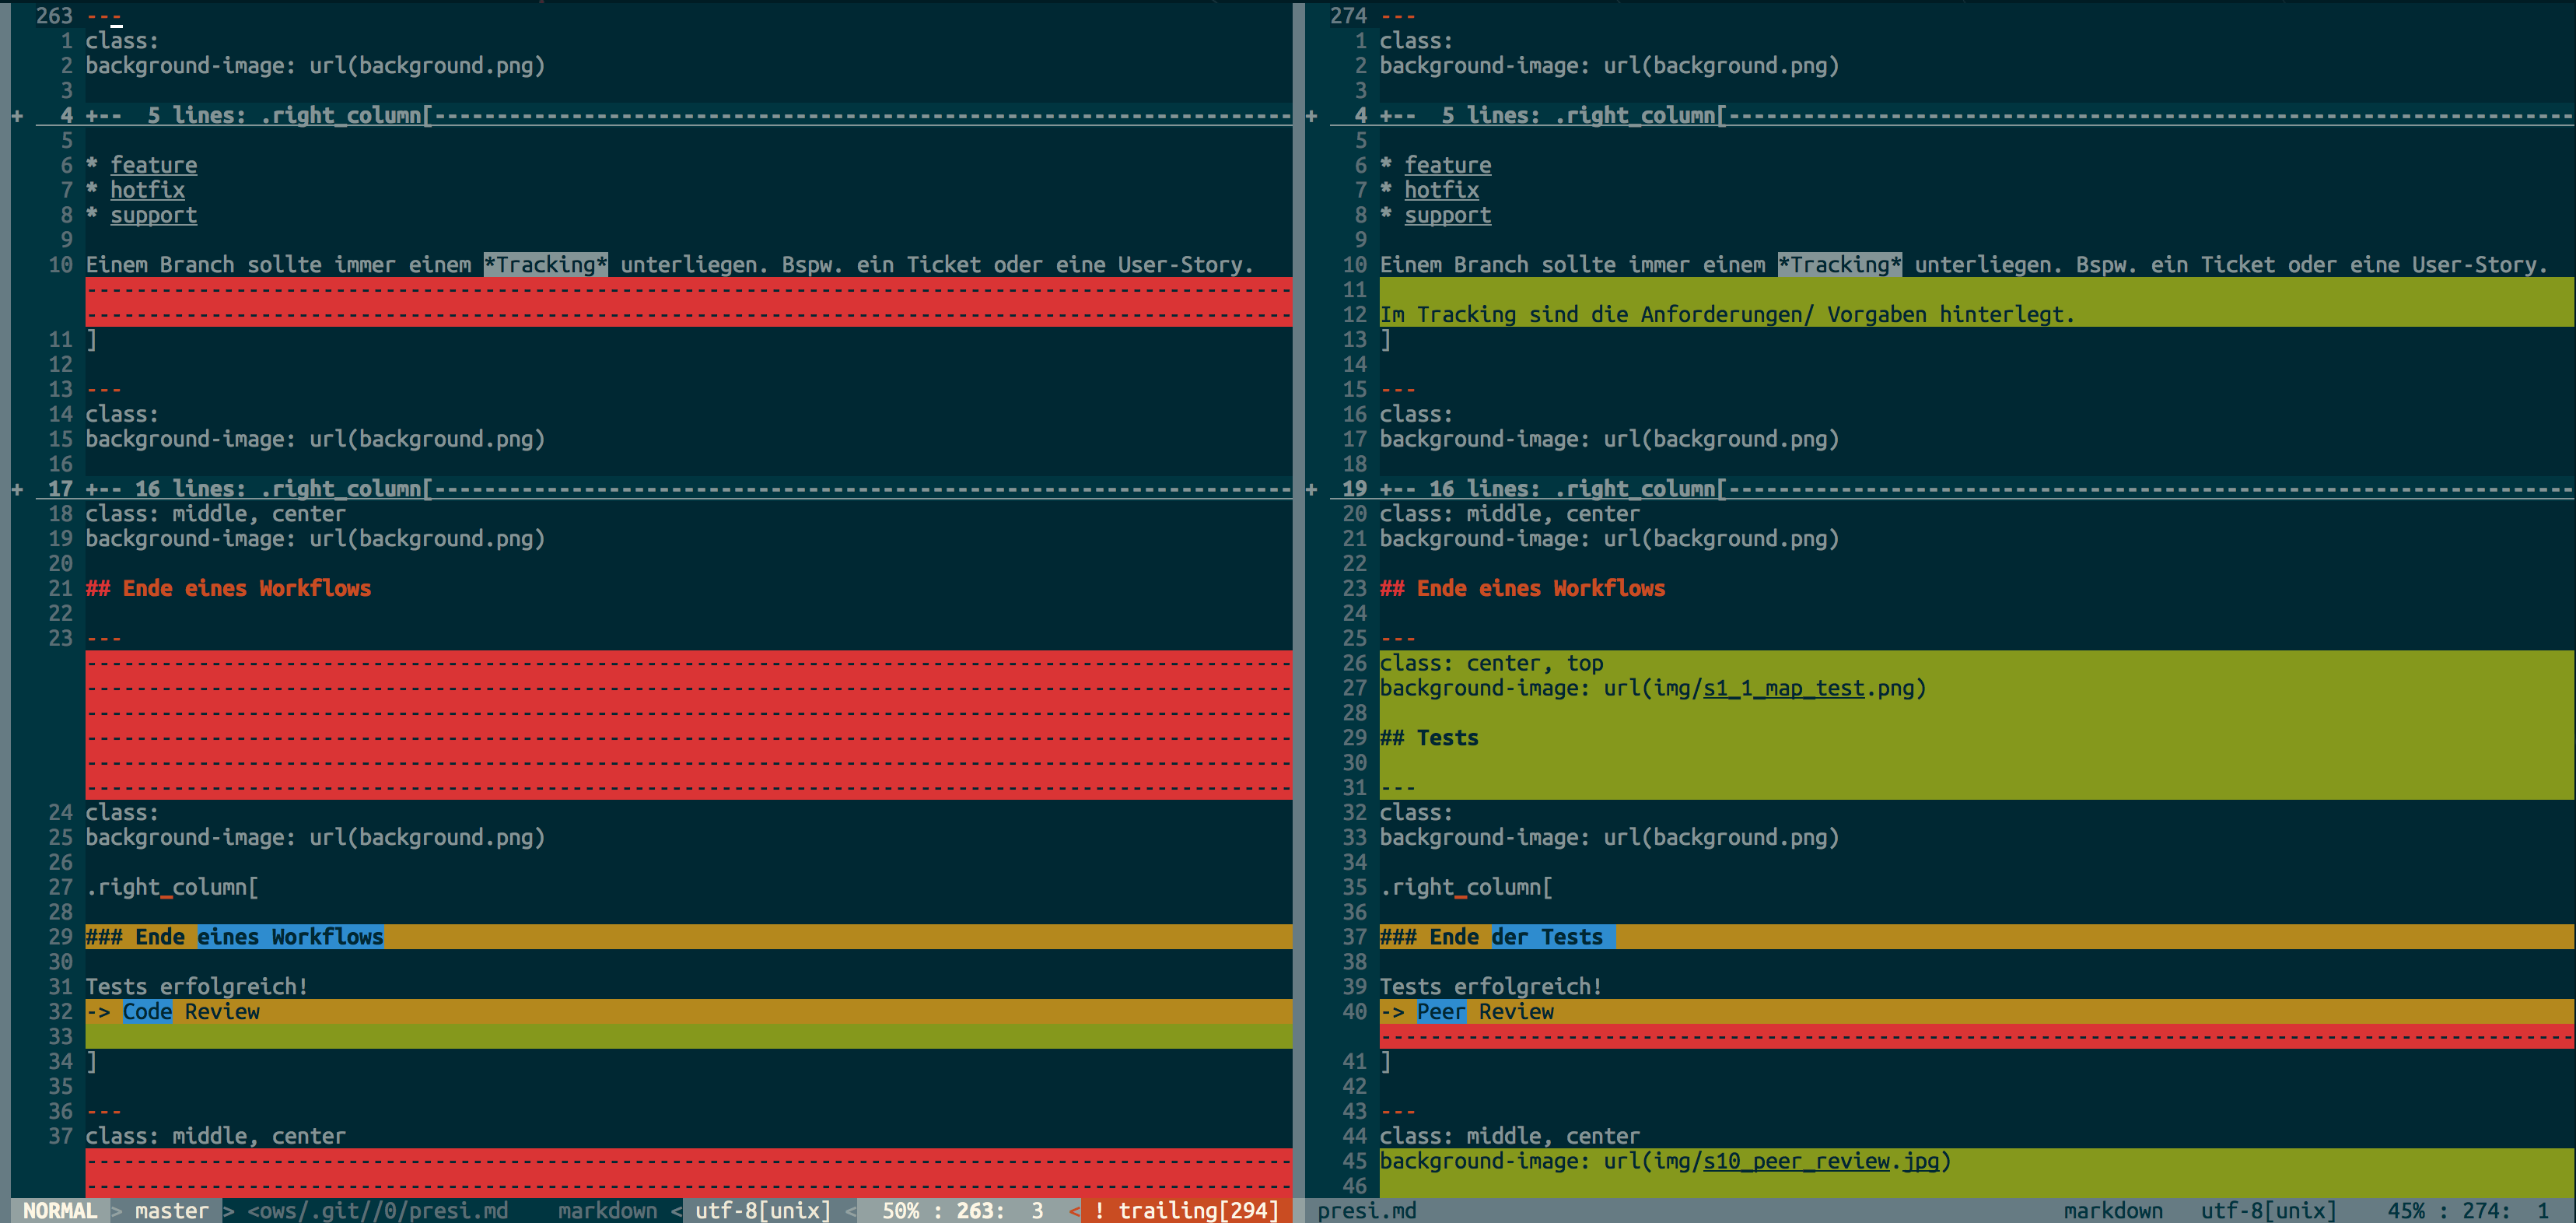 263 ---
1 class:
2 background-image: url(background.png)
3
+ 4 +-- 5 lines: .right_column[------------------------------------------------------------
5
6 * feature
7 * hotfix
8 * support
9
10 Einem Branch sollte immer einem *Tracking* unterliegen. Bspw. ein Ticket oder eine User-Story.
11 ]
12
13 ---
14 class:
15 background-image: url(background.png)
16
+ 17 +-- 16 lines: .right_column[------------------------------------------------------------
18 class: middle, center
19 background-image: url(background.png)
20
21 ## Ende eines Workflows
22
23 ---
24 class:
25 background-image: url(background.png)
26
27 .right_column[
28
29 ### Ende eines Workflows
30
31 Tests erfolgreich!
32 -> Code Review
33
34 ]
35
36 ---
37 class: middle, center
NORMAL > master > <ows/.git//0/presi.md markdown < utf-8[unix] < 50% : 263: 3 < ! trailing[294]
274 ---
1 class:
2 background-image: url(background.png)
3
+ 4 +-- 5 lines: .right_column[------------------------------------------------------------
5
6 * feature
7 * hotfix
8 * support
9
10 Einem Branch sollte immer einem *Tracking* unterliegen. Bspw. ein Ticket oder eine User-Story.
11
12 Im Tracking sind die Anforderungen/ Vorgaben hinterlegt.
13 ]
14
15 ---
16 class:
17 background-image: url(background.png)
18
+ 19 +-- 16 lines: .right_column[------------------------------------------------------------
20 class: middle, center
21 background-image: url(background.png)
22
23 ## Ende eines Workflows
24
25 ---
26 class: center, top
27 background-image: url(img/s1_1_map_test.png)
28
29 ## Tests
30
31 ---
32 class:
33 background-image: url(background.png)
34
35 .right_column[
36
37 ### Ende der Tests
38
39 Tests erfolgreich!
40 -> Peer Review
41 ]
42
43 ---
44 class: middle, center
45 background-image: url(img/s10_peer_review.jpg)
46
presi.md markdown utf-8[unix] 45% : 274: 1